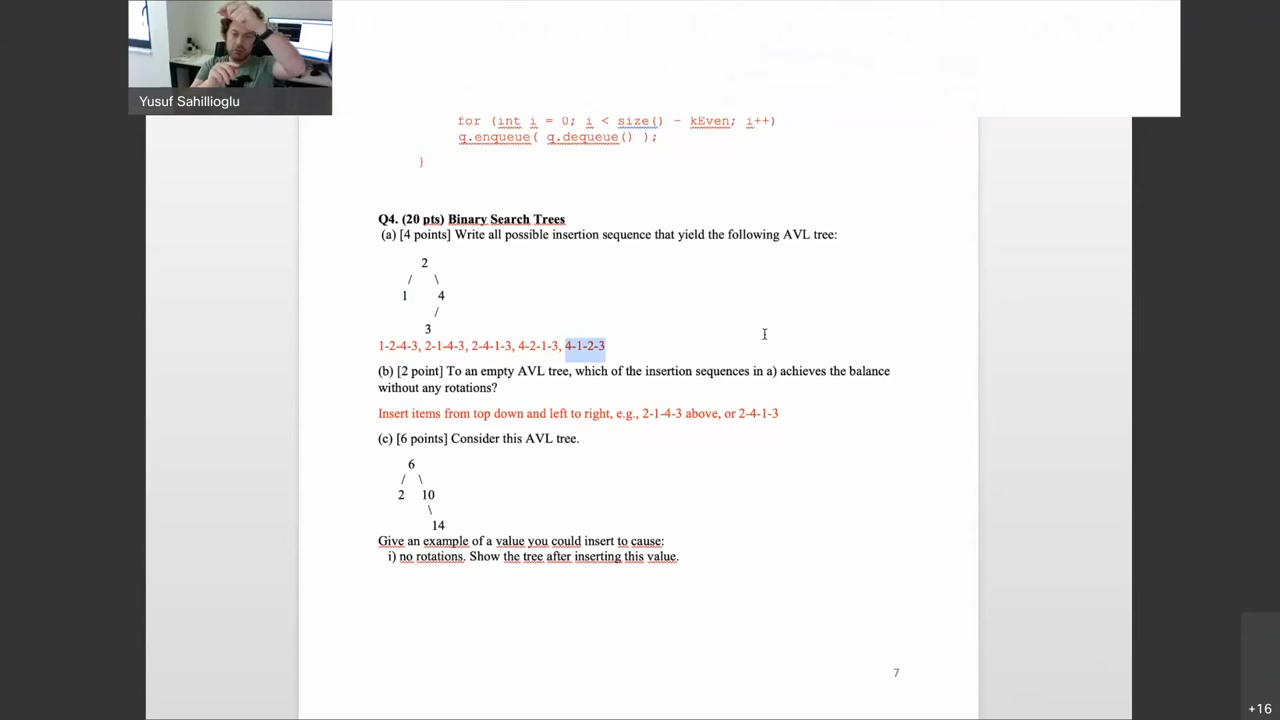 Yusuf Sahillioglu
for (int i = 0; i < size() - kEven; i++)
q.enqueue( q.dequeue() );
}
Q4. (20 pts) Binary Search Trees
(a) [4 points] Write all possible insertion sequence that yield the following AVL tree:
2
/ \
1 4
/
3
1-2-4-3, 2-1-4-3, 2-4-1-3, 4-2-1-3, 4-1-2-3
(b) [2 point] To an empty AVL tree, which of the insertion sequences in a) achieves the balance
without any rotations?
Insert items from top down and left to right, e.g., 2-1-4-3 above, or 2-4-1-3
(c) [6 points] Consider this AVL tree.
6
/ \
2 10
\
14
Give an example of a value you could insert to cause:
i) no rotations. Show the tree after inserting this value.
7
+16